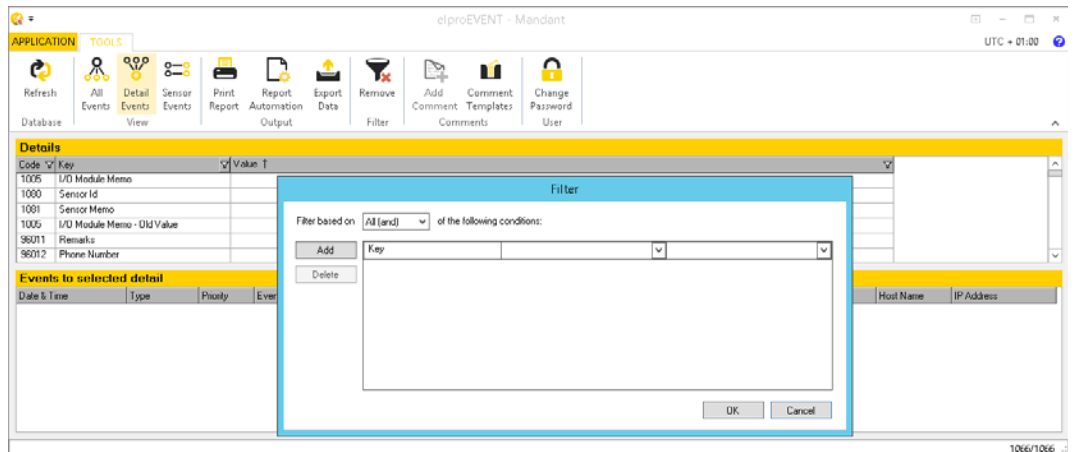 elproEVENT - Mandant
APPLICATION TOOLS UTC + 01:00
Refresh All Events Detail Events Sensor Events Print Report Report Automation Export Data Remove Add Comment Comment Templates Change Password
Database View Output Filter Comments User
Details
Code Key Value
1005 I/O Module Memo
1080 Sensor Id
1081 Sensor Memo
1005 I/O Module Memo - Old Value
96011 Remarks
96012 Phone Number
Filter
Filter based on All (and) of the following conditions:
Add Key
Delete
OK Cancel
Events to selected detail
Date & Time Type Priority Even Host Name IP Address
1066/1066